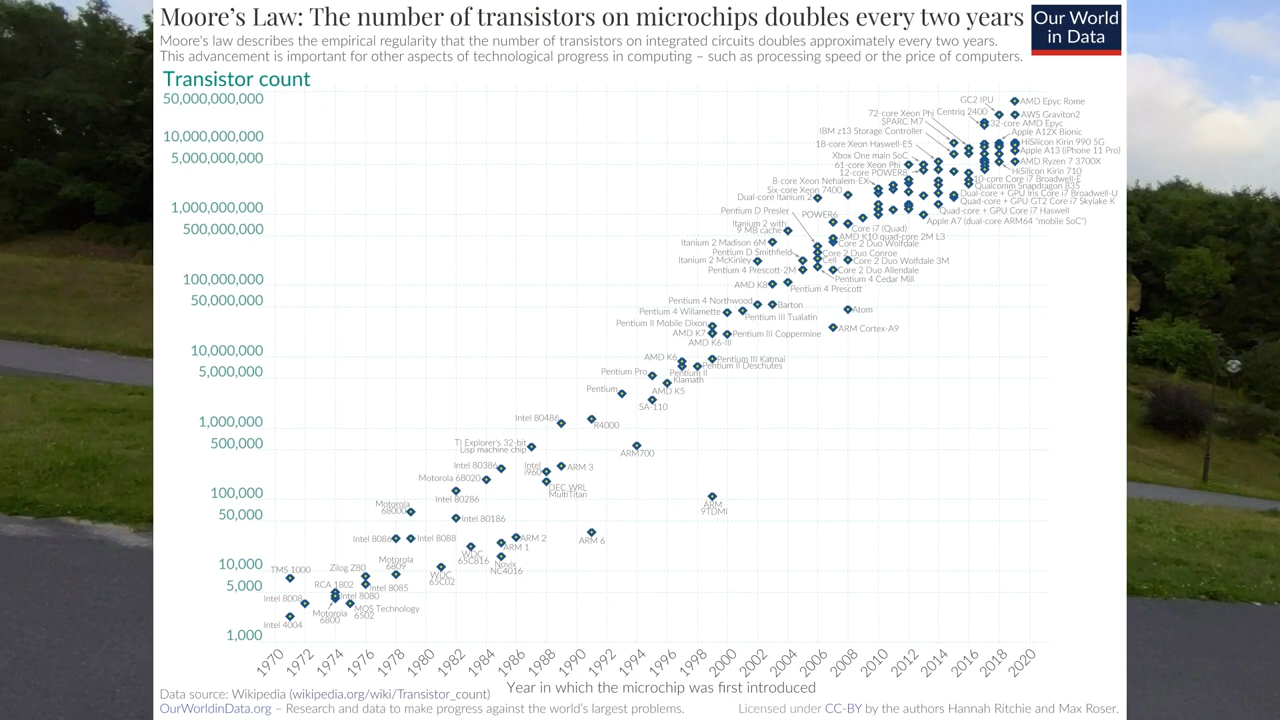 Moore's Law: The number of transistors on microchips doubles every two years
Our World
in Data
Moore's law describes the empirical regularity that the number of transistors on integrated circuits doubles approximately every two years.
This advancement is important for other aspects of technological progress in computing – such as processing speed or the price of computers.
Transistor count
50,000,000,000
10,000,000,000
5,000,000,000
1,000,000,000
500,000,000
100,000,000
50,000,000
10,000,000
5,000,000
1,000,000
500,000
100,000
50,000
10,000
5,000
1,000
GC2 IPU
AMD Epyc Rome
72-core Xeon Phi
Centriq 2400
AWS Graviton2
SPARC M7
32-core AMD Epyc
IBM z13 Storage Controller
Apple A12X Bionic
18-core Xeon Haswell-E5
HiSilicon Kirin 990 5G
Xbox One main SoC
Apple A13 (iPhone 11 Pro)
61-core Xeon Phi
AMD Ryzen 7 3700X
12-core POWER8
HiSilicon Kirin 710
8-core Xeon Nehalem-EX
10-core Core i7 Broadwell-E
Six-core Xeon 7400
Qualcomm Snapdragon 835
Dual-core Itanium 2
Dual-core + GPU Iris Core i7 Broadwell-U
Quad-core + GPU GT2 Core i7 Skylake K
Pentium D Presler
POWER6
Quad-core + GPU Core i7 Haswell
Itanium 2 with
9 MB cache
Apple A7 (dual-core ARM64 "mobile SoC")
Core i7 (Quad)
AMD K10 quad-core 2M L3
Itanium 2 Madison 6M
Core 2 Duo Wolfdale
Pentium D Smithfield
Core 2 Duo Conroe
Itanium 2 McKinley
Cell
Core 2 Duo Wolfdale 3M
Pentium 4 Prescott-2M
Core 2 Duo Allendale
Pentium 4 Cedar Mill
AMD K8
Pentium 4 Prescott
Pentium 4 Northwood
Barton
Pentium 4 Willamette
Pentium III Tualatin
Atom
Pentium II Mobile Dixon
AMD K7
Pentium III Coppermine
ARM Cortex-A9
AMD K6-III
AMD K6
Pentium III Katmai
Pentium II Deschutes
Pentium Pro
Pentium II
Klamath
Pentium
AMD K5
SA-110
Intel 80486
R4000
TI Explorer's 32-bit
Lisp machine chip
ARM700
Intel 80386
Intel
i960
ARM 3
Motorola 68020
DEC WRL
MultiTitan
Intel 80286
Motorola
68000
ARM
9TDMI
Intel 80186
Intel 8086
Intel 8088
ARM 2
ARM 1
ARM 6
WDC
65C816
Novix
NC4016
Motorola
6809
WDC
65C02
TMS 1000
Zilog Z80
RCA 1802
Intel 8085
Intel 8008
Intel 8080
Motorola
6800
MOS Technology
6502
Intel 4004
1970 1972 1974 1976 1978 1980 1982 1984 1986 1988 1990 1992 1994 1996 1998 2000 2002 2004 2006 2008 2010 2012 2014 2016 2018 2020
Year in which the microchip was first introduced
Data source: Wikipedia (wikipedia.org/wiki/Transistor_count)
OurWorldinData.org – Research and data to make progress against the world's largest problems.
Licensed under CC-BY by the authors Hannah Ritchie and Max Roser.